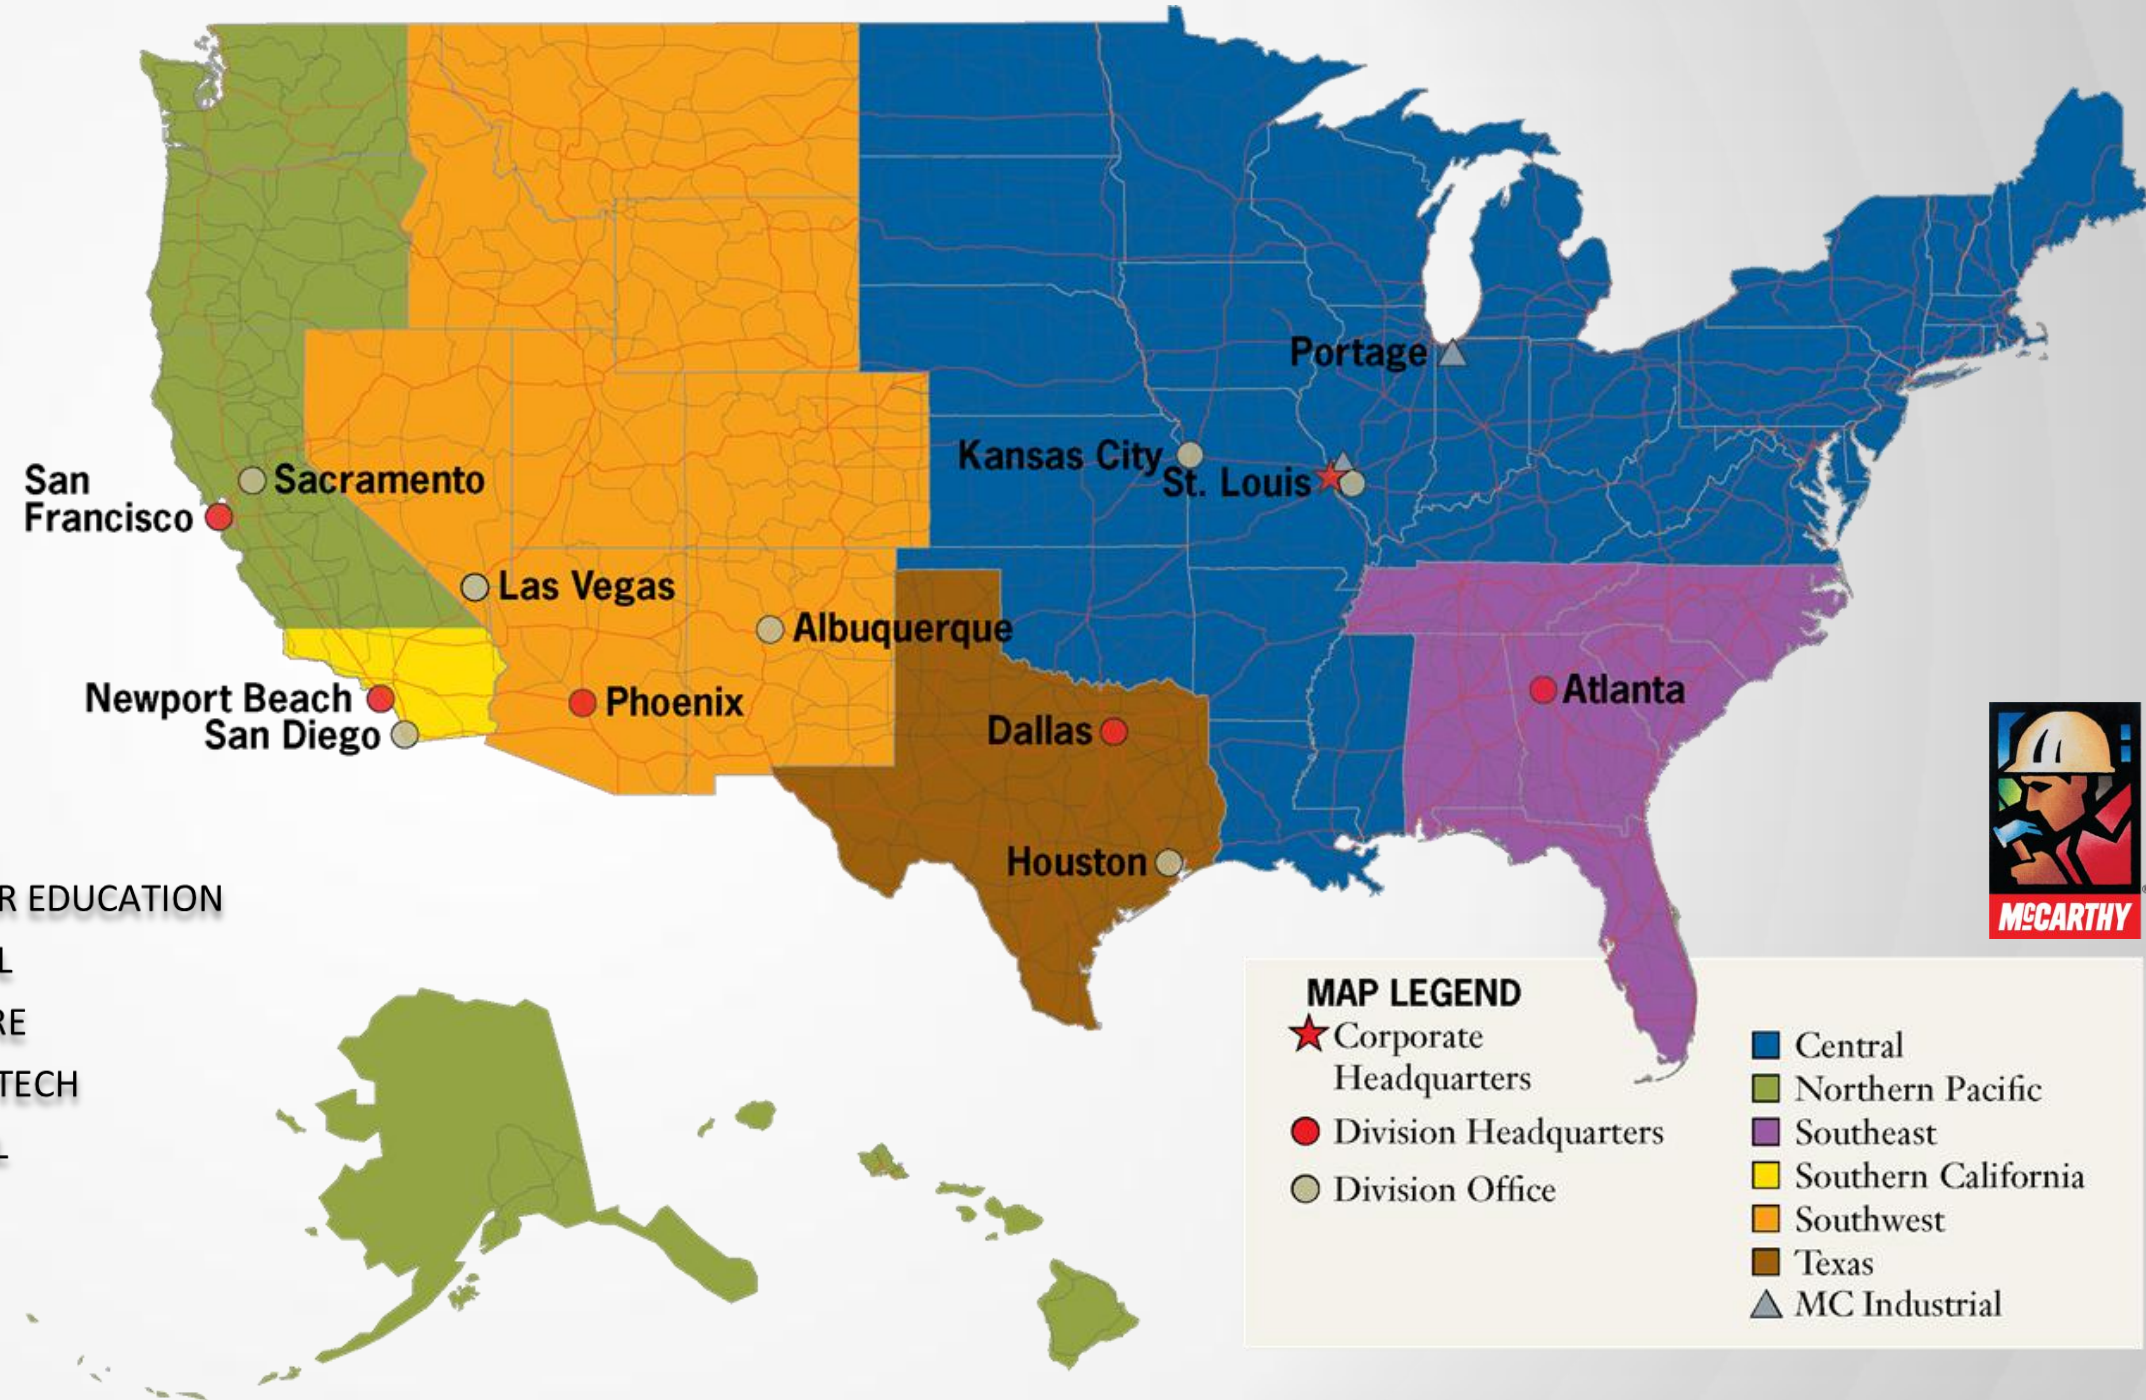 Portage
Kansas City
St. Louis
San
Francisco
Sacramento
Las Vegas
Albuquerque
Newport Beach
San Diego
Phoenix
Dallas
Atlanta
Houston
R EDUCATION
L
RE
TECH
L
McCARTHY
MAP LEGEND
Corporate
Headquarters
Division Headquarters
Division Office
Central
Northern Pacific
Southeast
Southern California
Southwest
Texas
MC Industrial